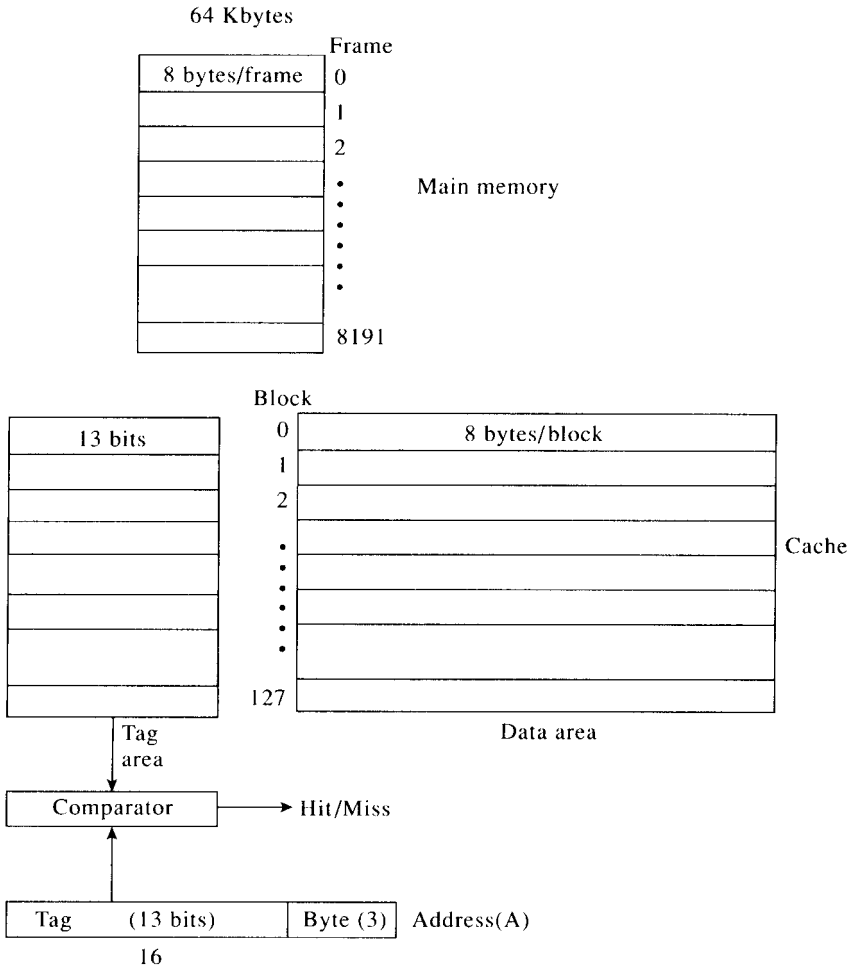 64 Kbytes
Frame
8 bytes/frame 0
1
2
Main memory
8191
Block
13 bits 0 8 bytes/block
1
2
Cache
127
Tag area
Data area
Comparator Hit/Miss
Tag (13 bits) Byte (3) Address(A)
16